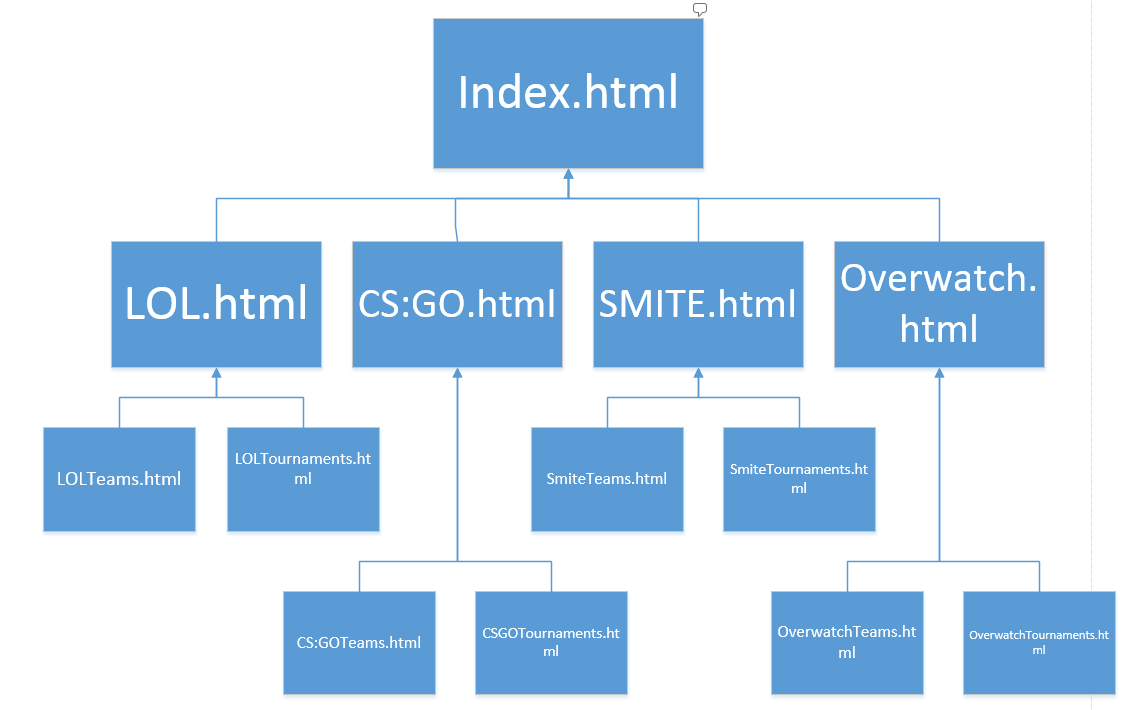 Index.html
LOL.html
CS:GO.html
SMITE.html
Overwatch.
html
LOLTeams.html
LOLTournaments.ht
ml
SmiteTeams.html
SmiteTournaments.ht
ml
CS:GOTeams.html
CSGOTournaments.ht
ml
OverwatchTeams.ht
ml
OverwatchTournaments.ht
ml